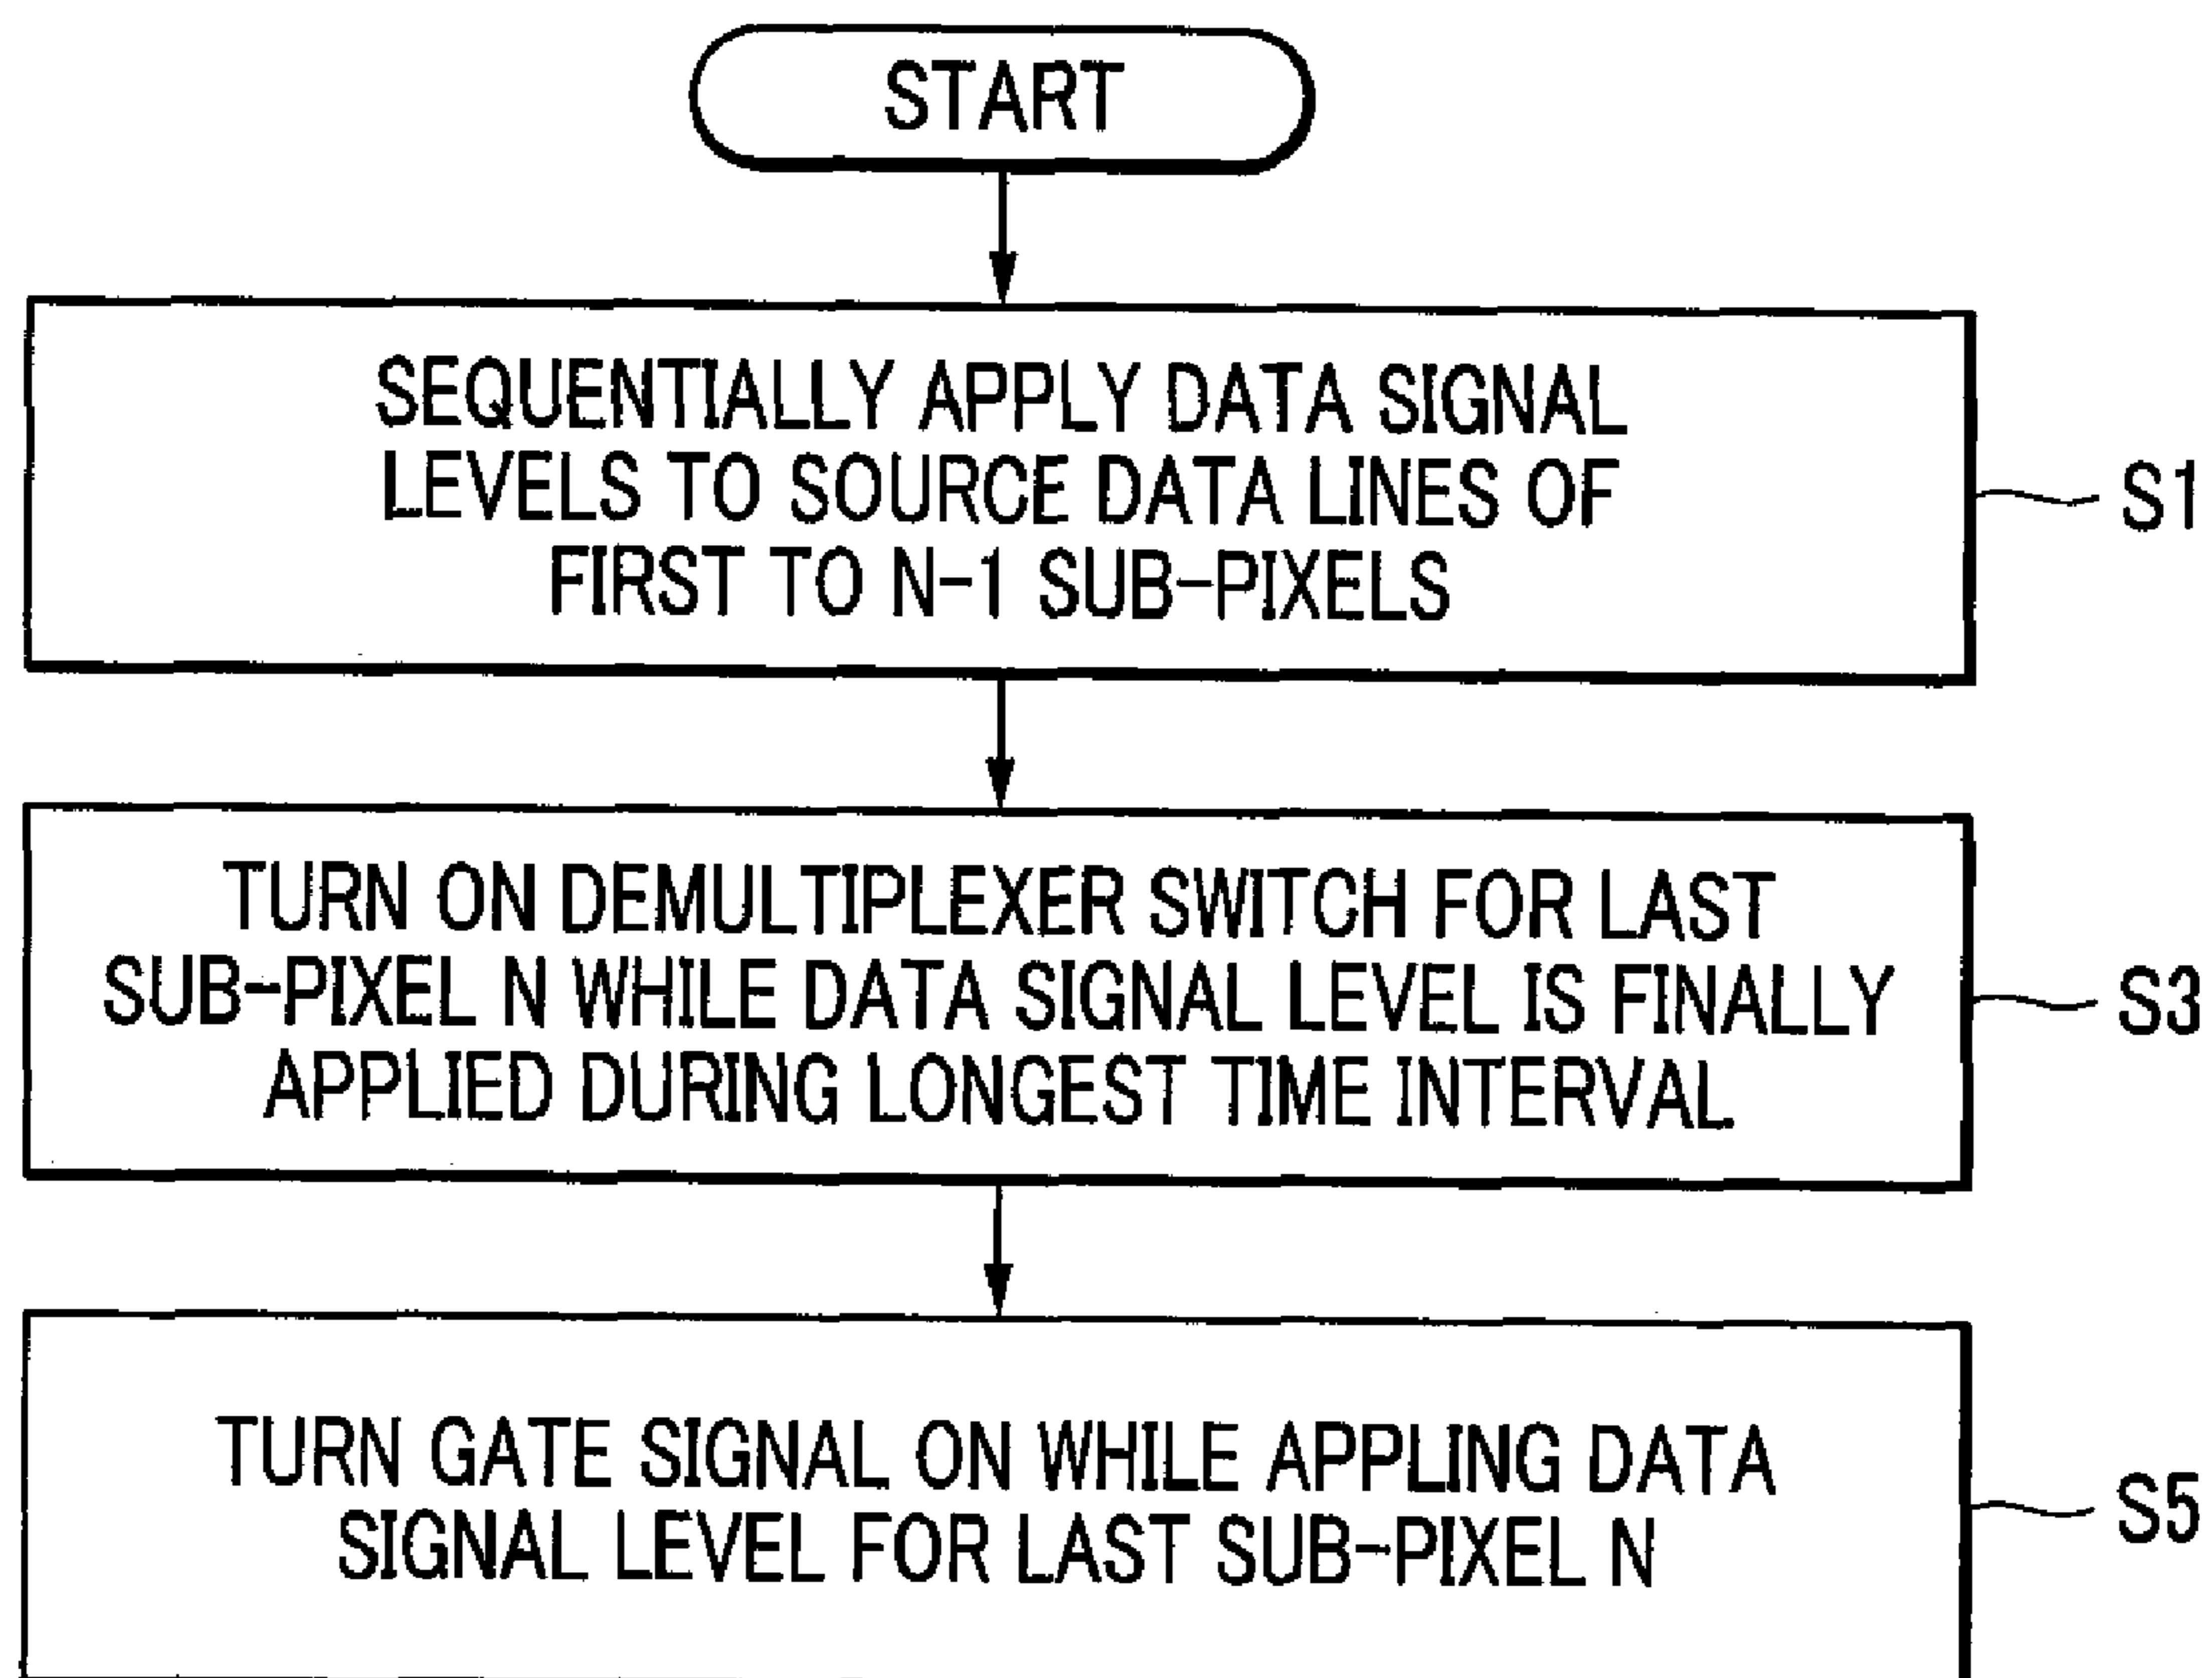 START
SEQUENTIALLY APPLY DATA SIGNAL
LEVELS TO SOURCE DATA LINES OF
FIRST TO N-1 SUB-PIXELS
S1
TURN ON DEMULTIPLEXER SWITCH FOR LAST
SUB-PIXEL N WHILE DATA SIGNAL LEVEL IS FINALLY
APPLIED DURING LONGEST TIME INTERVAL
S3
TURN GATE SIGNAL ON WHILE APPLING DATA
SIGNAL LEVEL FOR LAST SUB-PIXEL N
S5